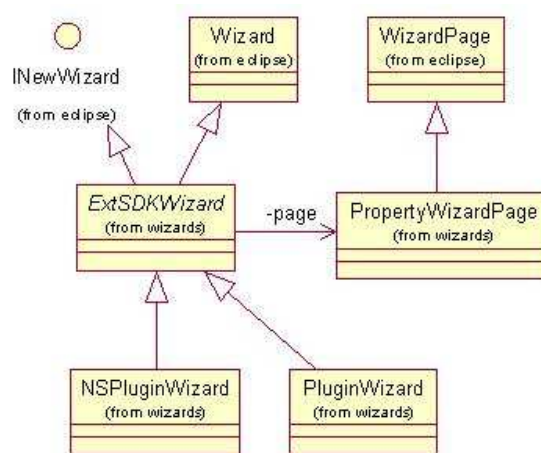 Wizard
(from eclipse)
WizardPage
(from eclipse)
INewWizard
(from eclipse)
ExtSDKWizard
(from wizards)
-page
PropertyWizardPage
(from wizards)
NSPluginWizard
(from wizards)
PluginWizard
(from wizards)